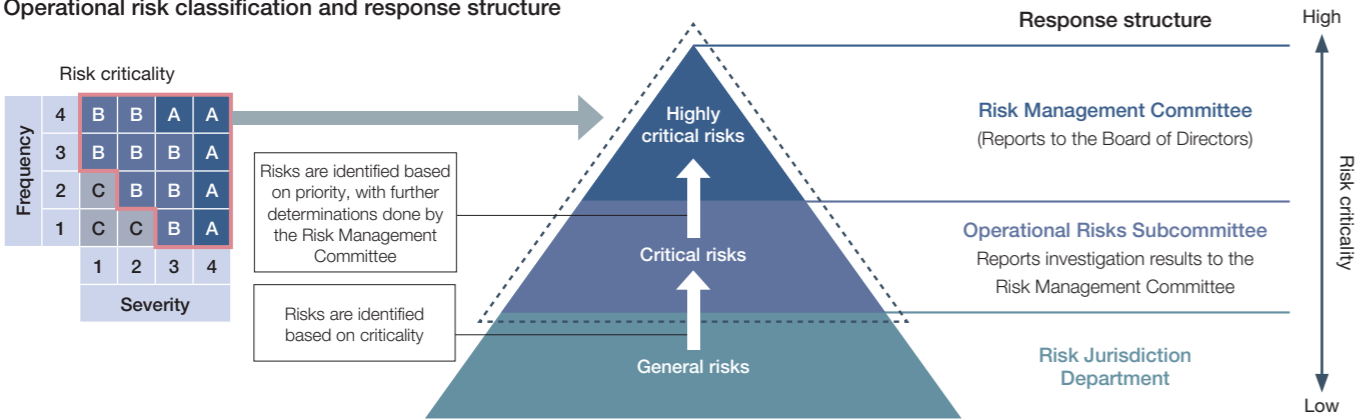 Operational risk classification and response structure
Risk criticality
Frequency
4 B B A A
3 B B B A
2 C B B A
1 C C B A
1 2 3 4
Severity
Risks are identified based
on priority, with further
determinations done by
the Risk Management
Committee
Risks are identified
based on criticality
Highly
critical risks
Critical risks
General risks
Response structure
Risk Management Committee
(Reports to the Board of Directors)
Operational Risks Subcommittee
Reports investigation results to the
Risk Management Committee
Risk Jurisdiction
Department
High
Risk criticality
Low